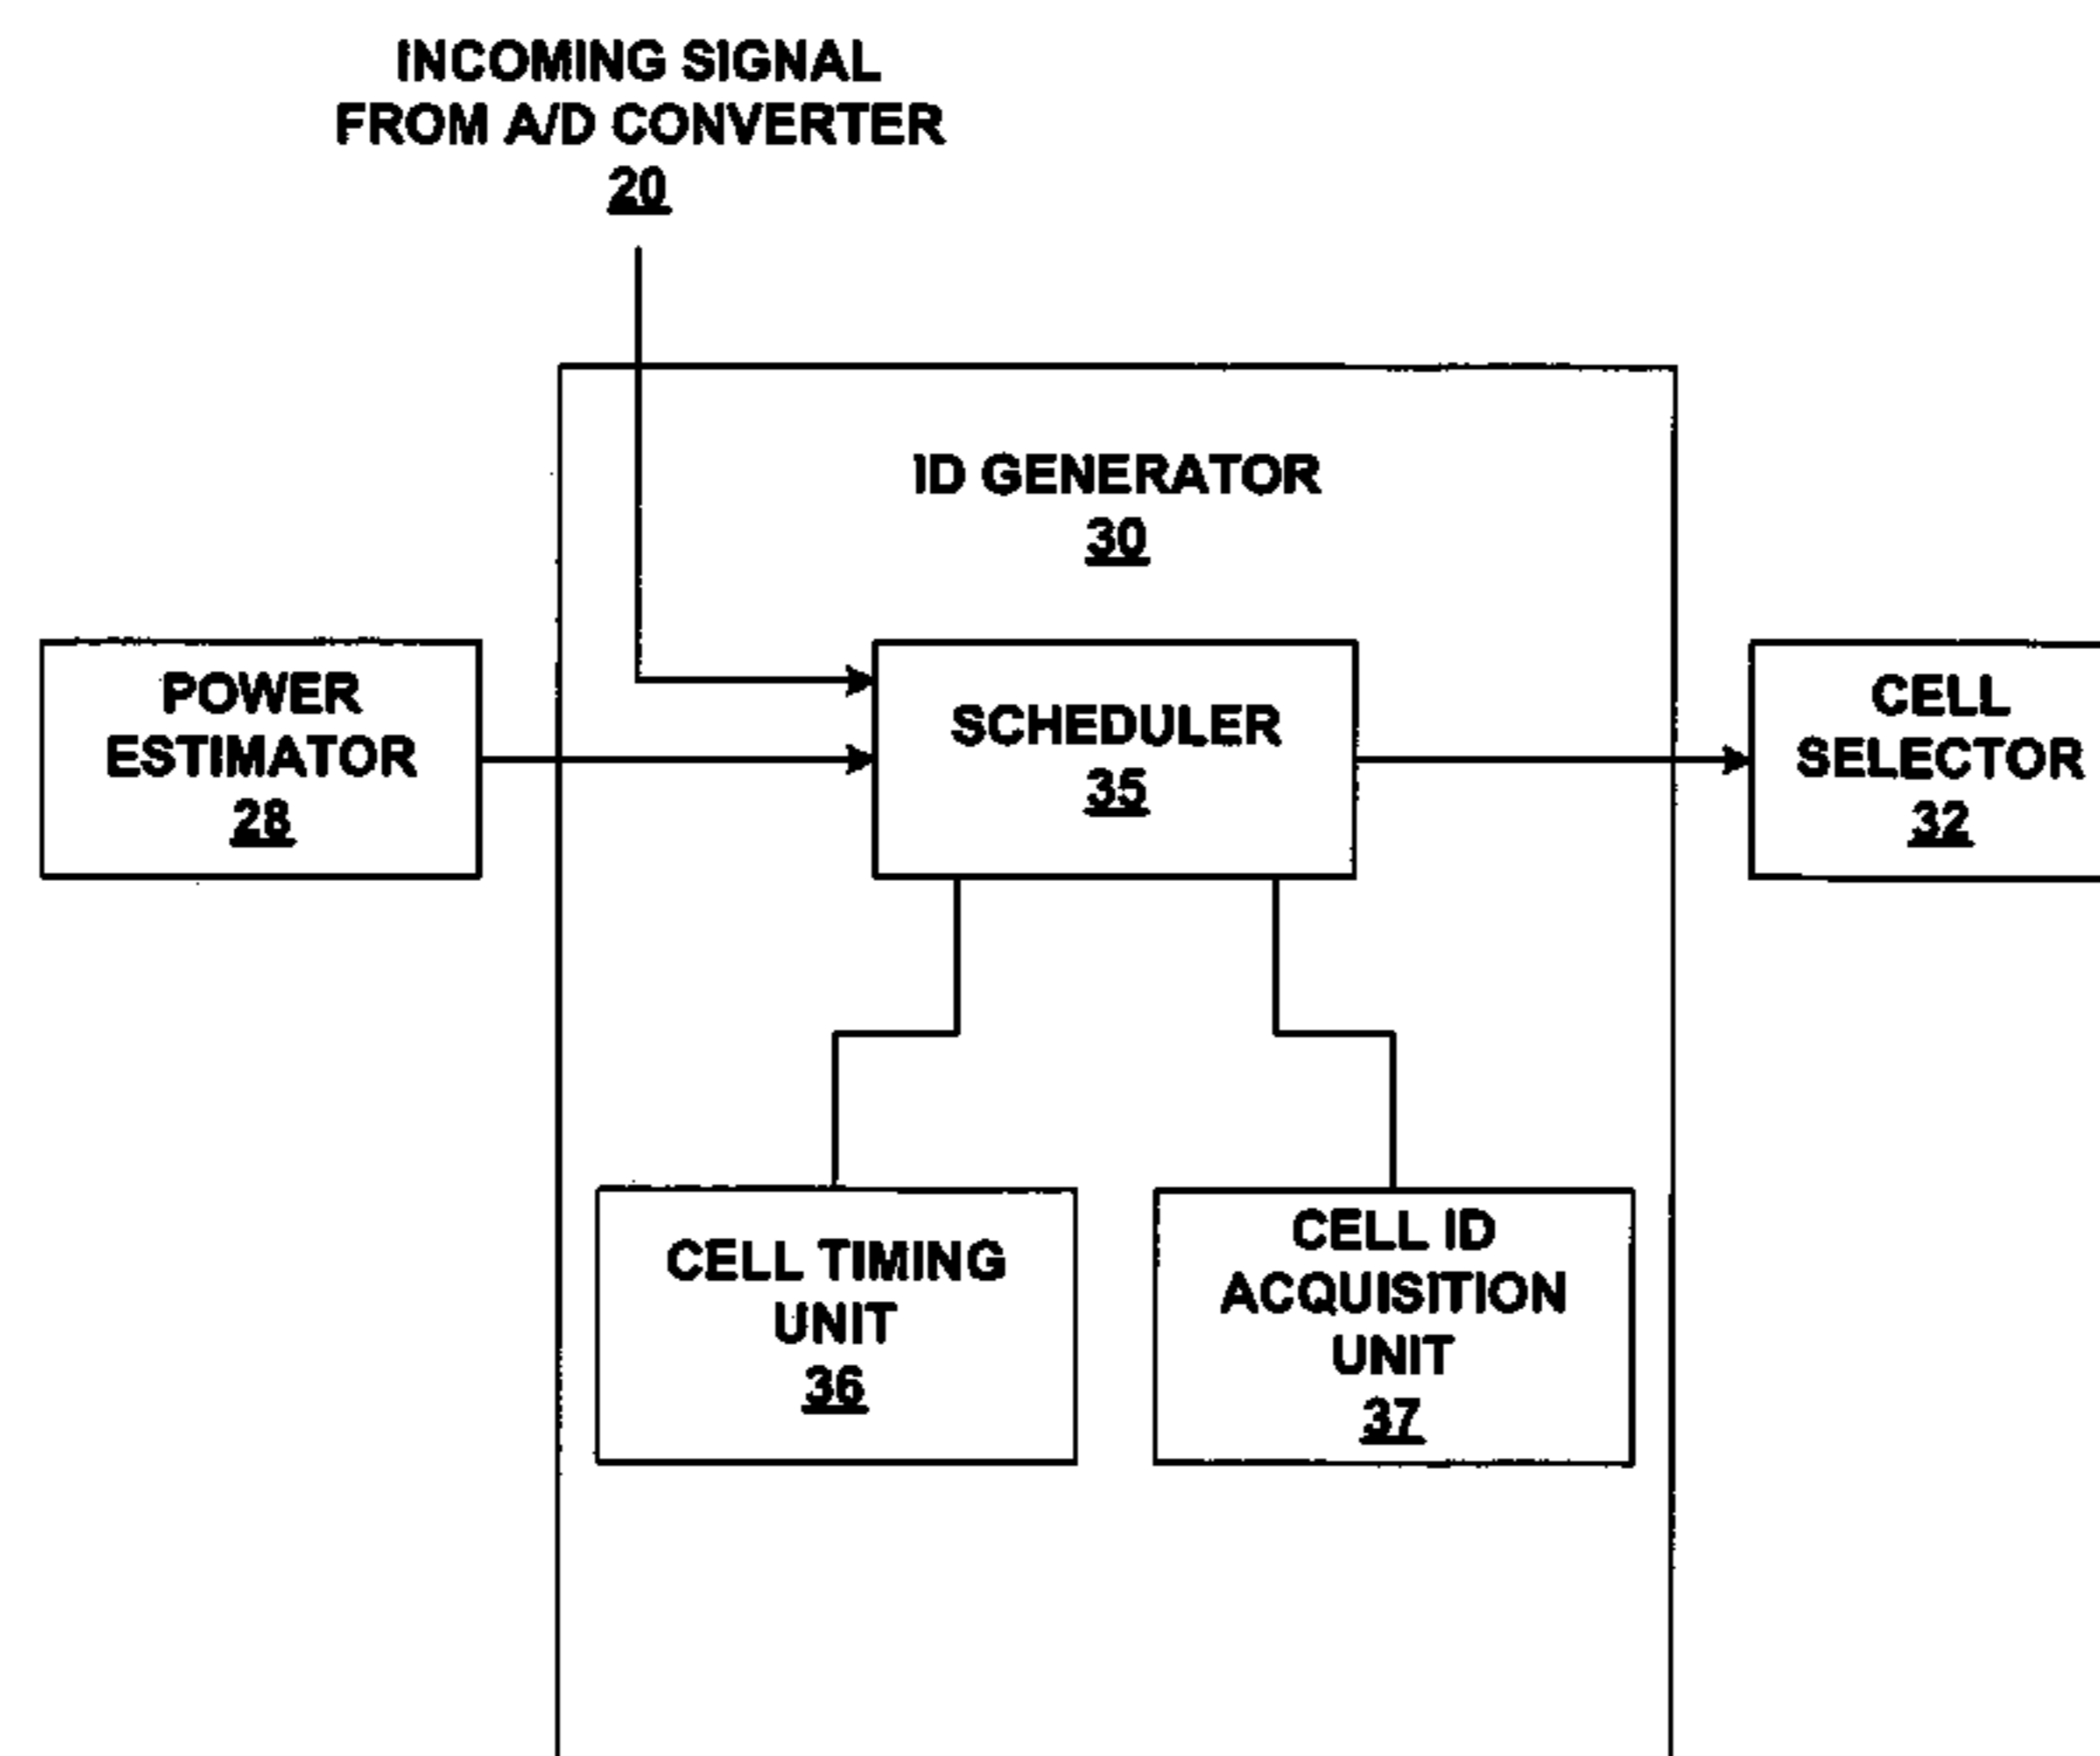 INCOMING SIGNAL
FROM A/D CONVERTER
20
ID GENERATOR
30
POWER
ESTIMATOR
28
SCHEDULER
35
CELL
SELECTOR
32
CELL TIMING
UNIT
36
CELL ID
ACQUISITION
UNIT
37